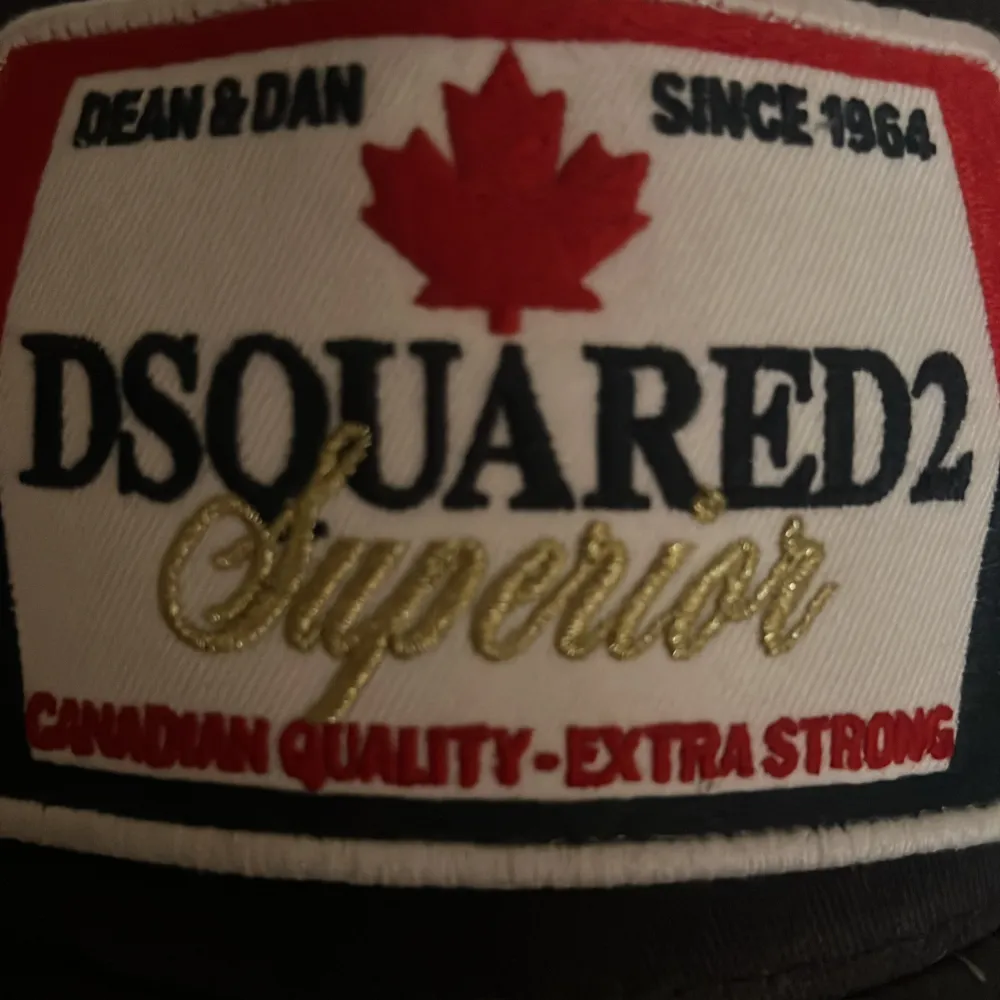 DEAN & DAN SINCE 1964
DSQUARED2
Superior
CANADIAN QUALITY-EXTRA STRONG